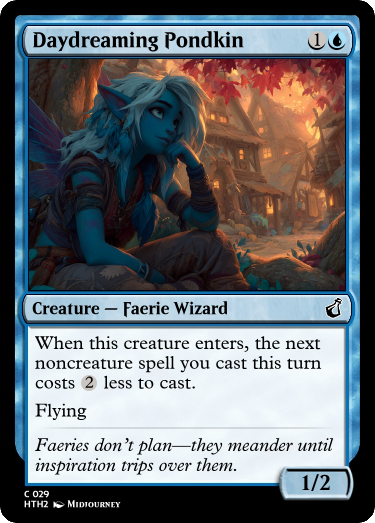 Daydreaming Pondkin 1
Creature — Faerie Wizard
When this creature enters, the next
noncreature spell you cast this turn
costs 2 less to cast.
Flying
Faeries don't plan—they meander until
inspiration trips over them.
1/2
C 029
HTH2 Midjourney